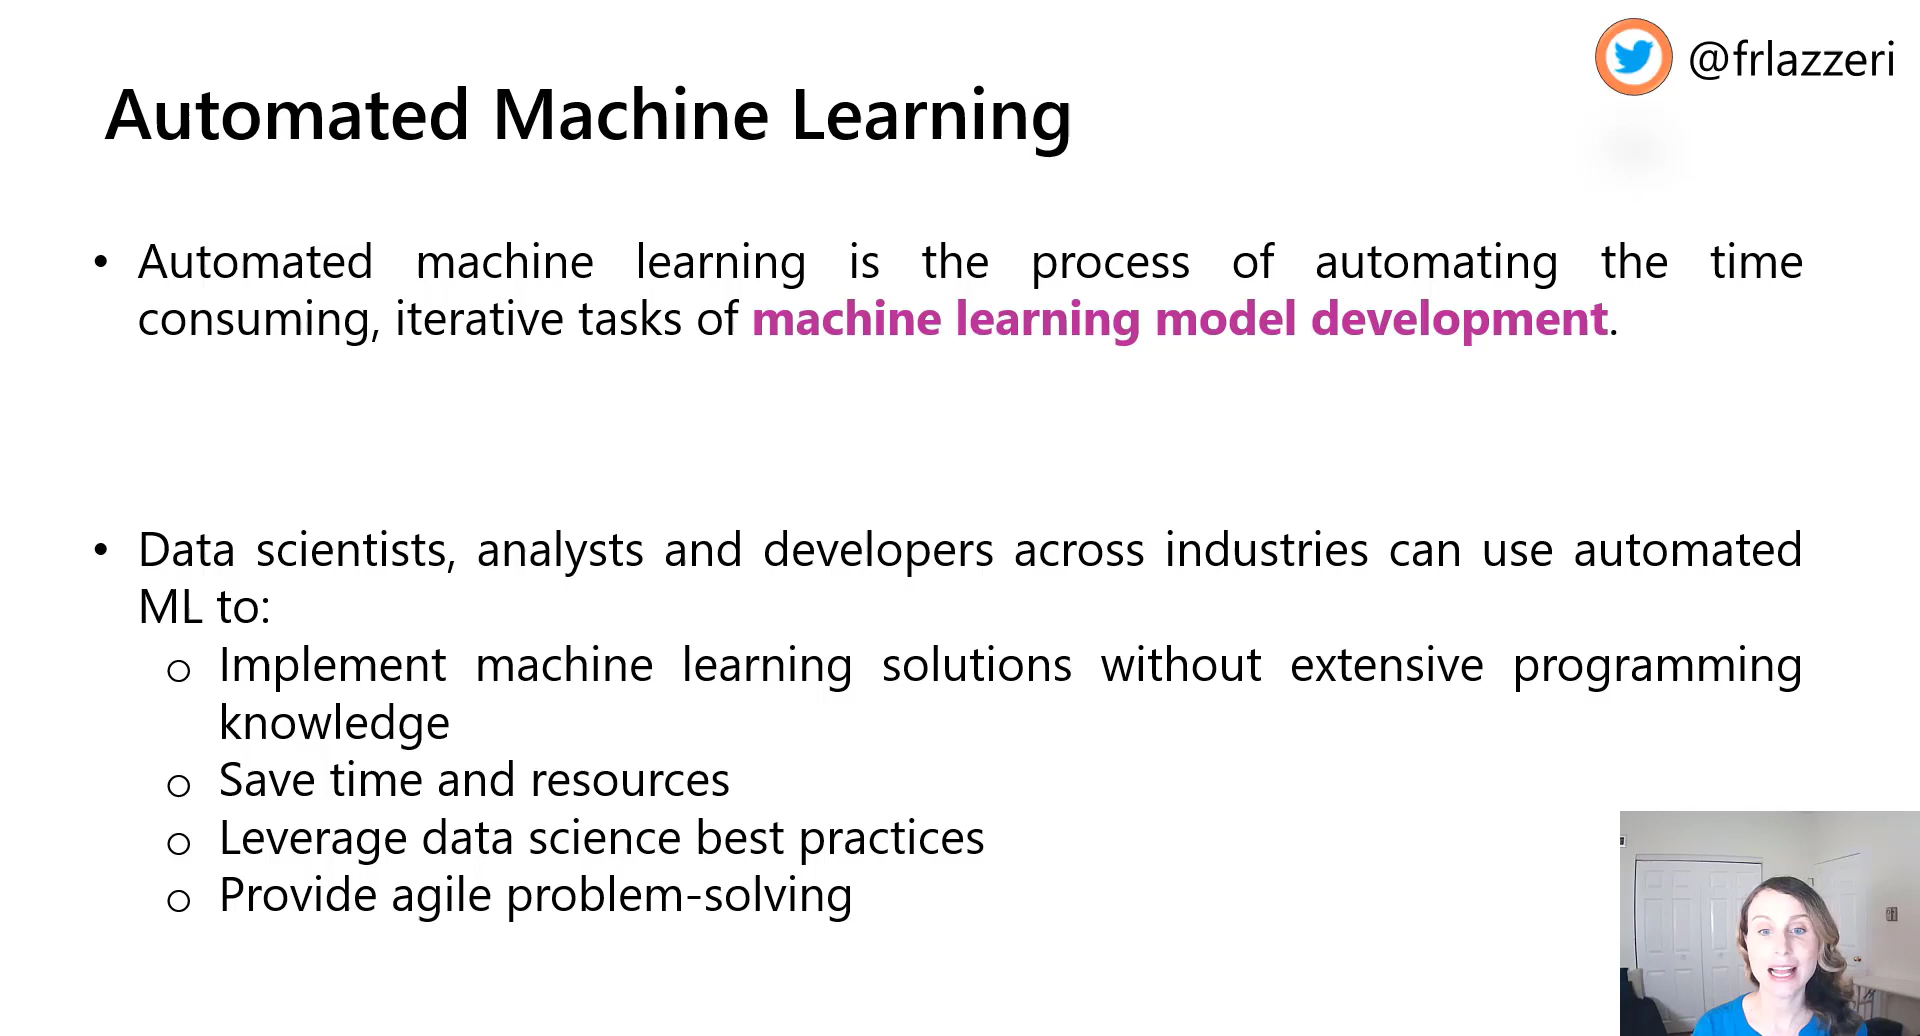 @frlazzeri
Automated Machine Learning
• Automated machine learning is the process of automating the time
consuming, iterative tasks of machine learning model development.
• Data scientists, analysts and developers across industries can use automated
ML to:
o Implement machine learning solutions without extensive programming
knowledge
o Save time and resources
o Leverage data science best practices
o Provide agile problem-solving